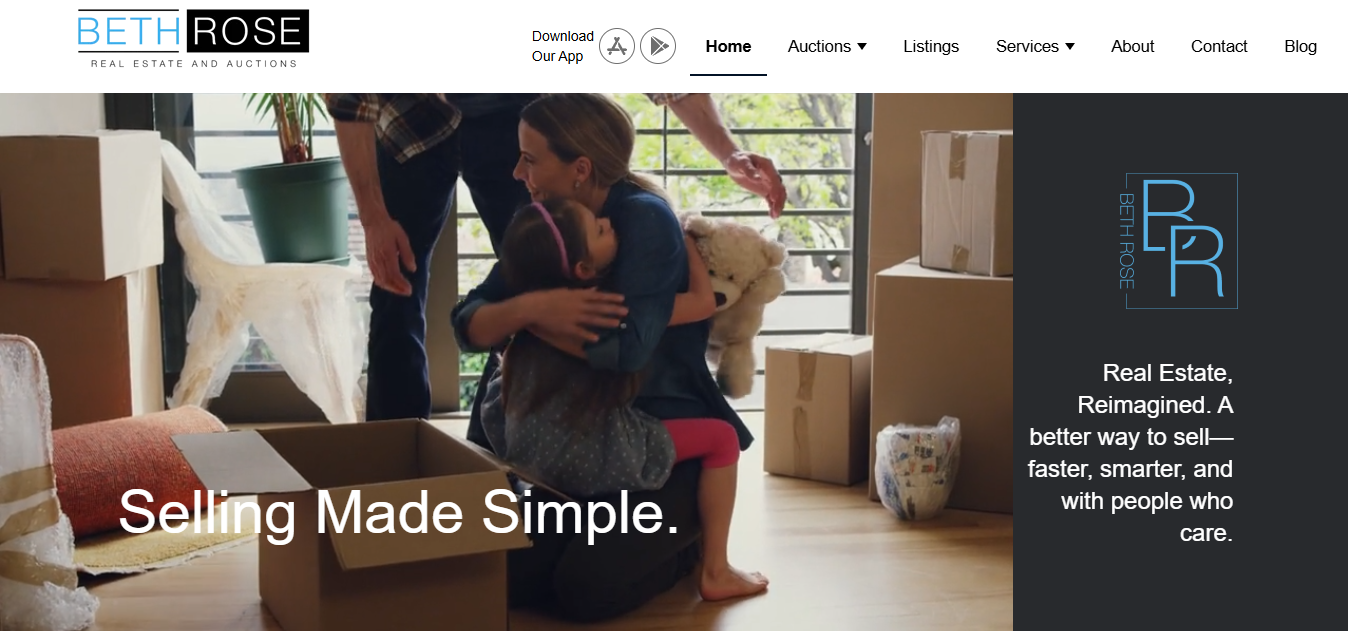 BETH ROSE
REAL ESTATE AND AUCTIONS
Download
Our App
Home
Auctions
Listings
Services
About
Contact
Blog
Selling Made Simple.
BR
BETH ROSE
Real Estate,
Reimagined. A
better way to sell—
faster, smarter, and
with people who
care.